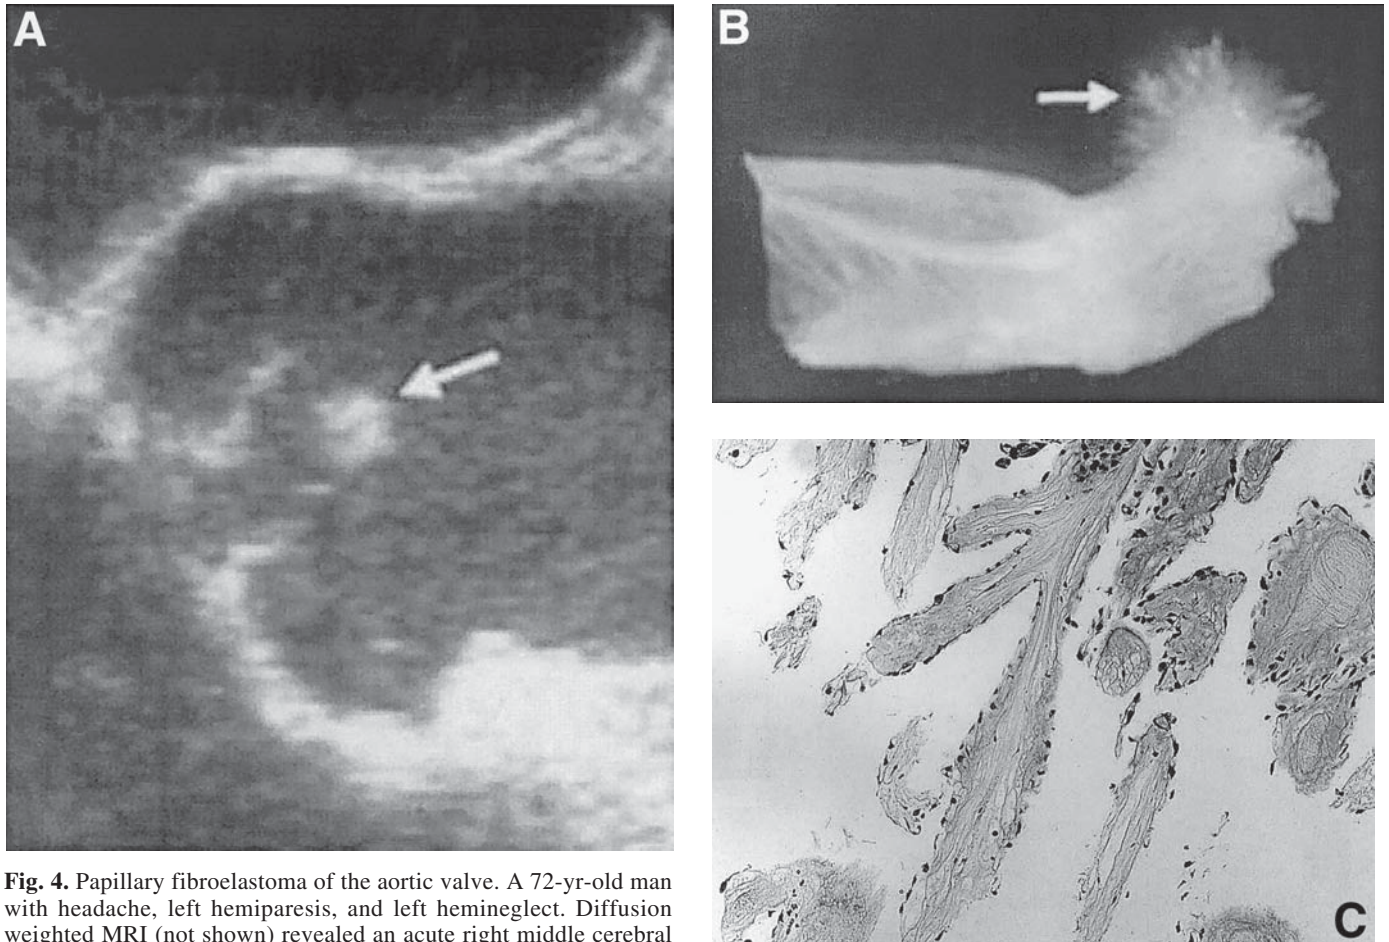 A
B
Fig. 4. Papillary fibroelastoma of the aortic valve. A 72-yr-old man
with headache, left hemiparesis, and left hemineglect. Diffusion
weighted MRI (not shown) revealed an acute right middle cerebral
C